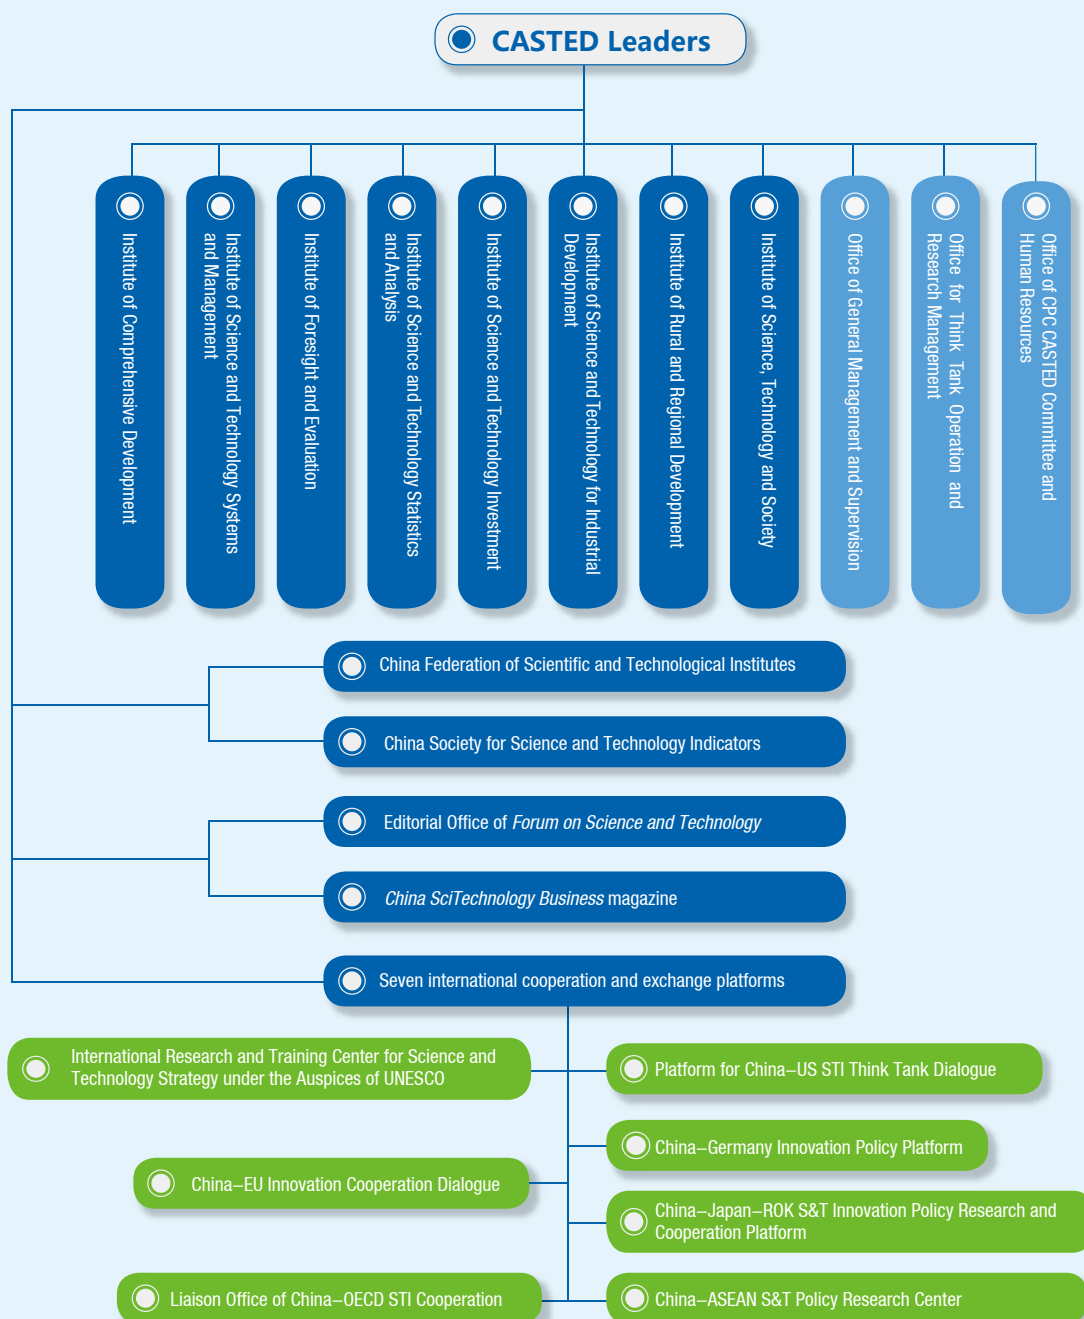 CASTED Leaders
Institute of Comprehensive Development
Institute of Science and Technology Systems
and Management
Institute of Foresight and Evaluation
Institute of Science and Technology Statistics
and Analysis
Institute of Science and Technology Investment
Institute of Science and Technology for Industrial
Development
Institute of Rural and Regional Development
Institute of Science, Technology and Society
Office of General Management and Supervision
Office for Think Tank Operation and
Research Management
Office of CPC CASTED Committee and
Human Resources
China Federation of Scientific and Technological Institutes
China Society for Science and Technology Indicators
Editorial Office of Forum on Science and Technology
China SciTechnology Business magazine
Seven international cooperation and exchange platforms
International Research and Training Center for Science and
Technology Strategy under the Auspices of UNESCO
Platform for China–US STI Think Tank Dialogue
China–Germany Innovation Policy Platform
China–EU Innovation Cooperation Dialogue
China–Japan–ROK S&T Innovation Policy Research and
Cooperation Platform
Liaison Office of China–OECD STI Cooperation
China–ASEAN S&T Policy Research Center